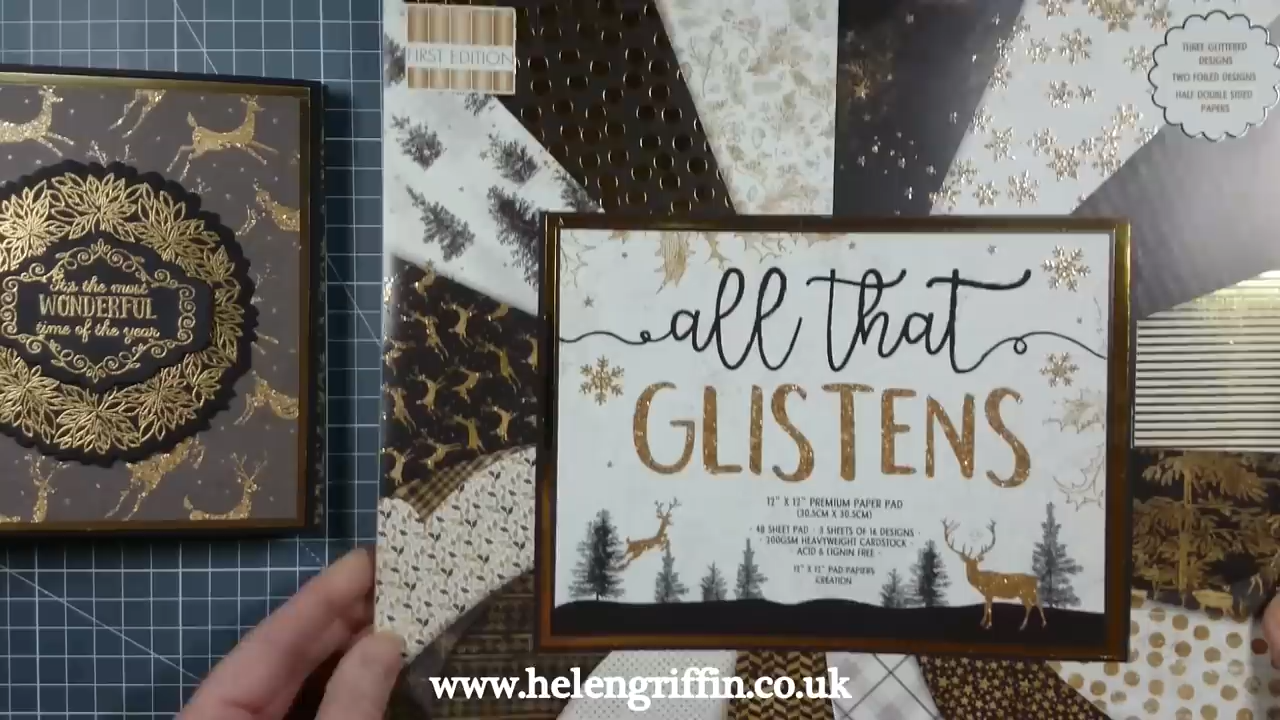 FIRST EDITION
THREE GLITTERED
DESIGNS
TWO FOILED DESIGNS
HALF DOUBLE SIDED
PAPERS
It's the most
WONDERFUL
time of the year
all that
GLISTENS
12" X 12" PREMIUM PAPER PAD
(30.5CM X 30.5CM)
- 48 SHEET PAD - 3 SHEETS OF 16 DESIGNS -
- 300GSM HEAVYWEIGHT CARDSTOCK -
- ACID & LIGNIN FREE -
12" X 12" PAD PAPIERS
CREATION
www.helengriffin.co.uk